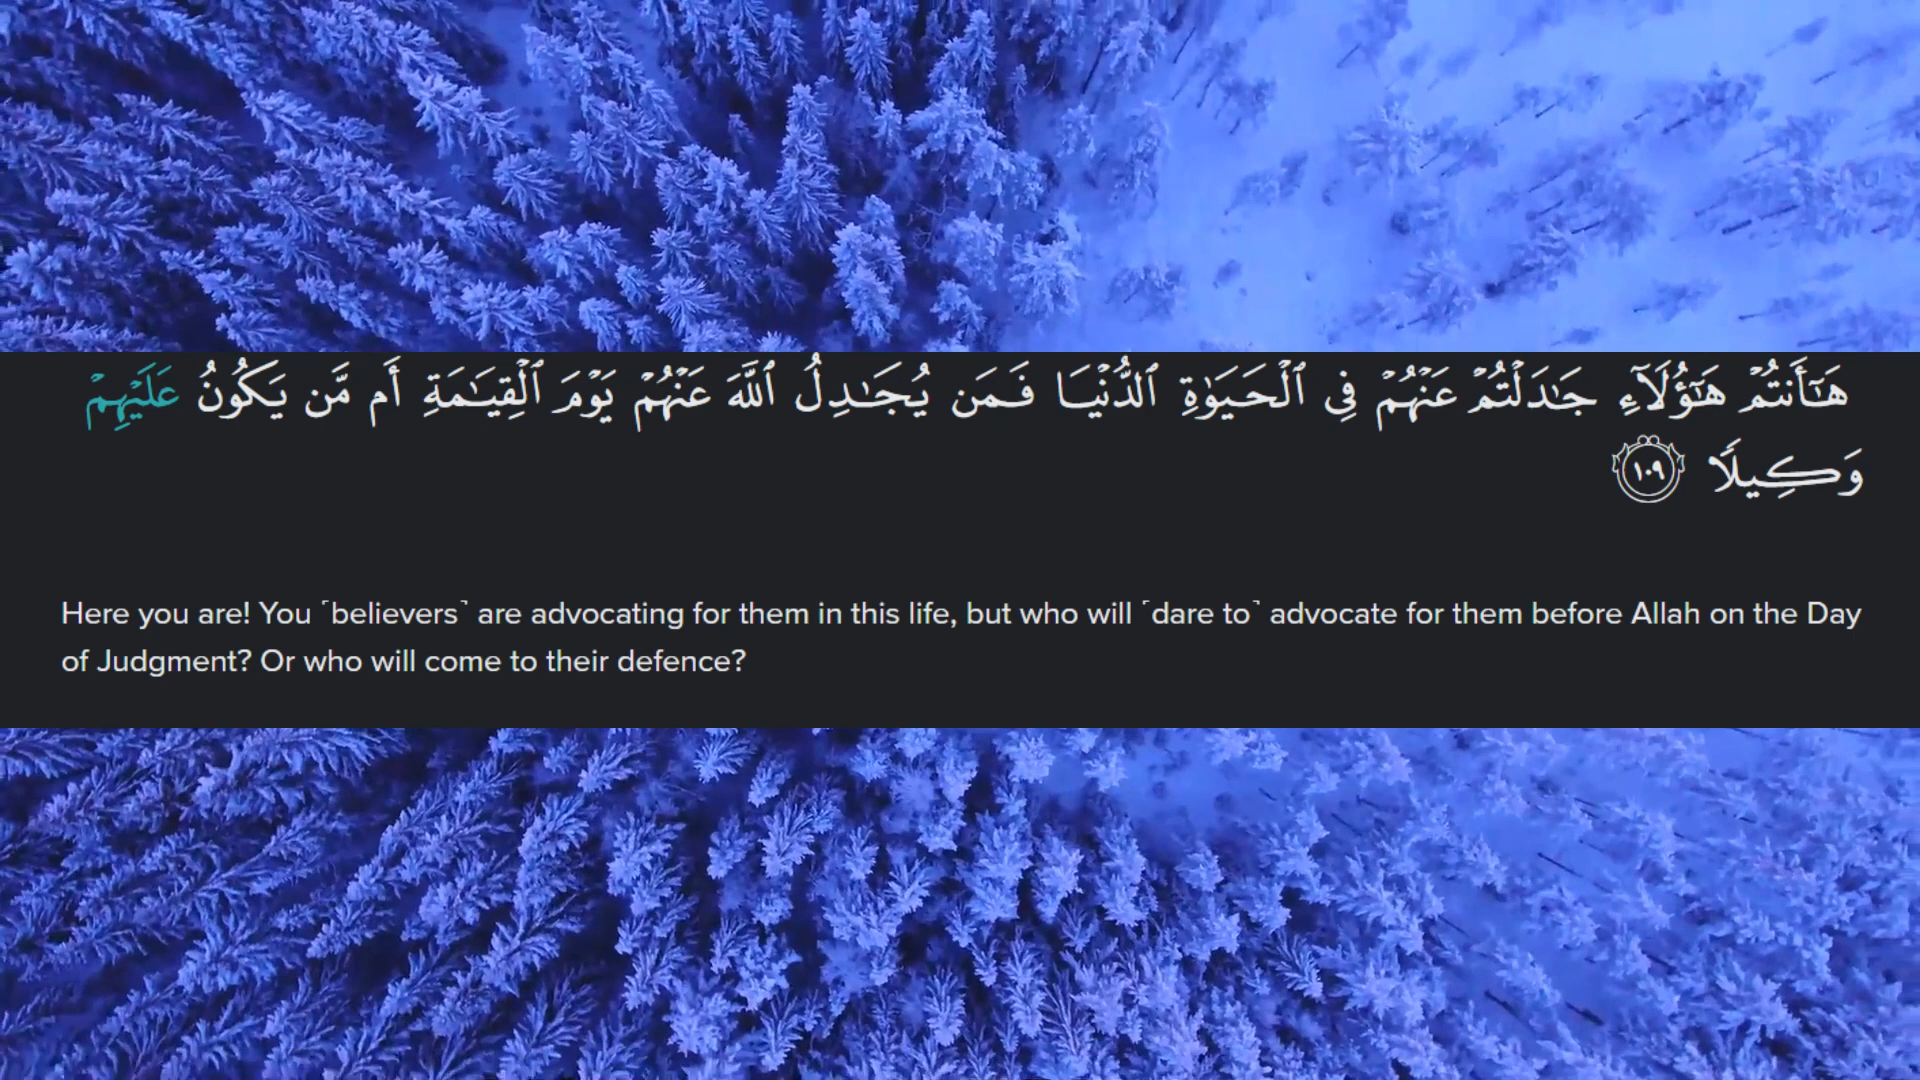 هَـٰٓأَنتُمْ هَـٰٓؤُلَآءِ جَـٰدَلْتُمْ عَنْهُمْ فِى ٱلْحَيَوٰةِ ٱلدُّنْيَا فَمَن يُجَـٰدِلُ ٱللَّهَ عَنْهُمْ يَوْمَ ٱلْقِيَـٰمَةِ أَم مَّن يَكُونُ عَلَيْهِمْ
وَكِيلًا ١٠٩
Here you are! You ˹believers˺ are advocating for them in this life, but who will ˹dare to˺ advocate for them before Allah on the Day
of Judgment? Or who will come to their defence?